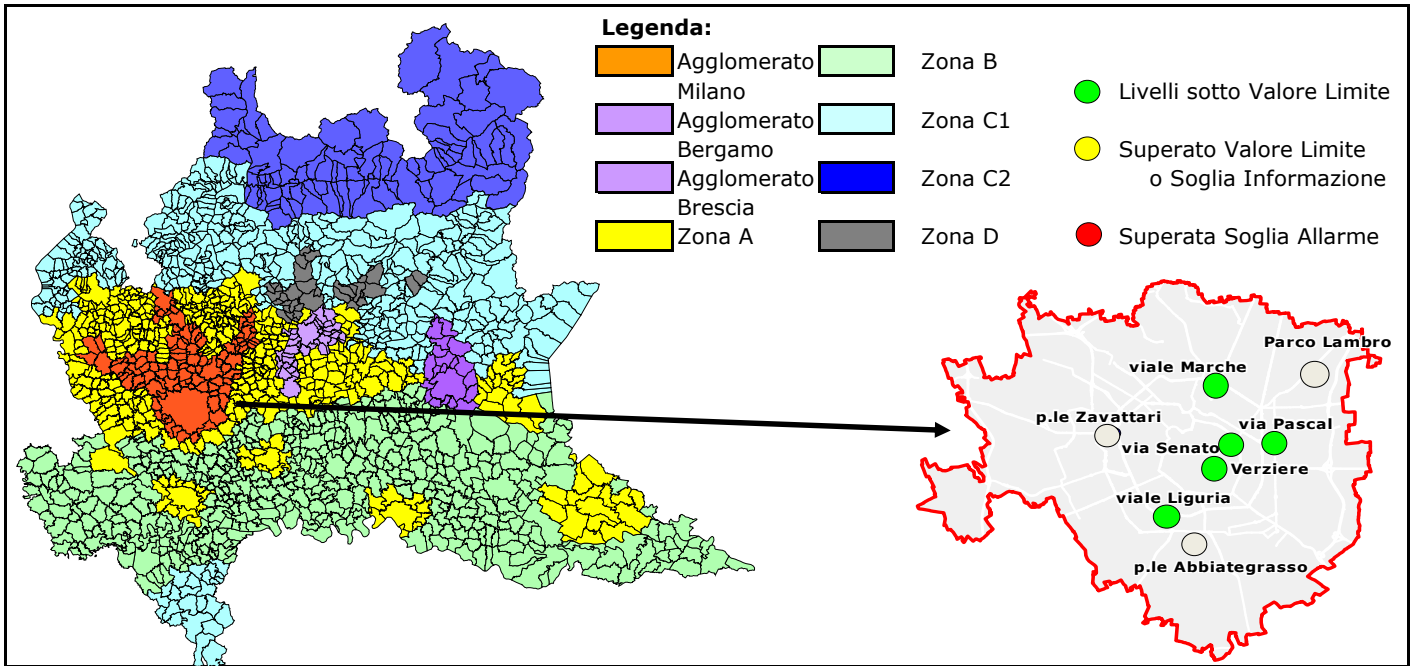 Legenda:
Agglomerato
Milano
Agglomerato
Bergamo
Agglomerato
Brescia
Zona A
Zona B
Zona C1
Zona C2
Zona D
Livelli sotto Valore Limite
Superato Valore Limite
o Soglia Informazione
Superata Soglia Allarme
Parco Lambro
viale Marche
p.le Zavattari
via Pascal
via Senato
Verziere
viale Liguria
p.le Abbiategrasso